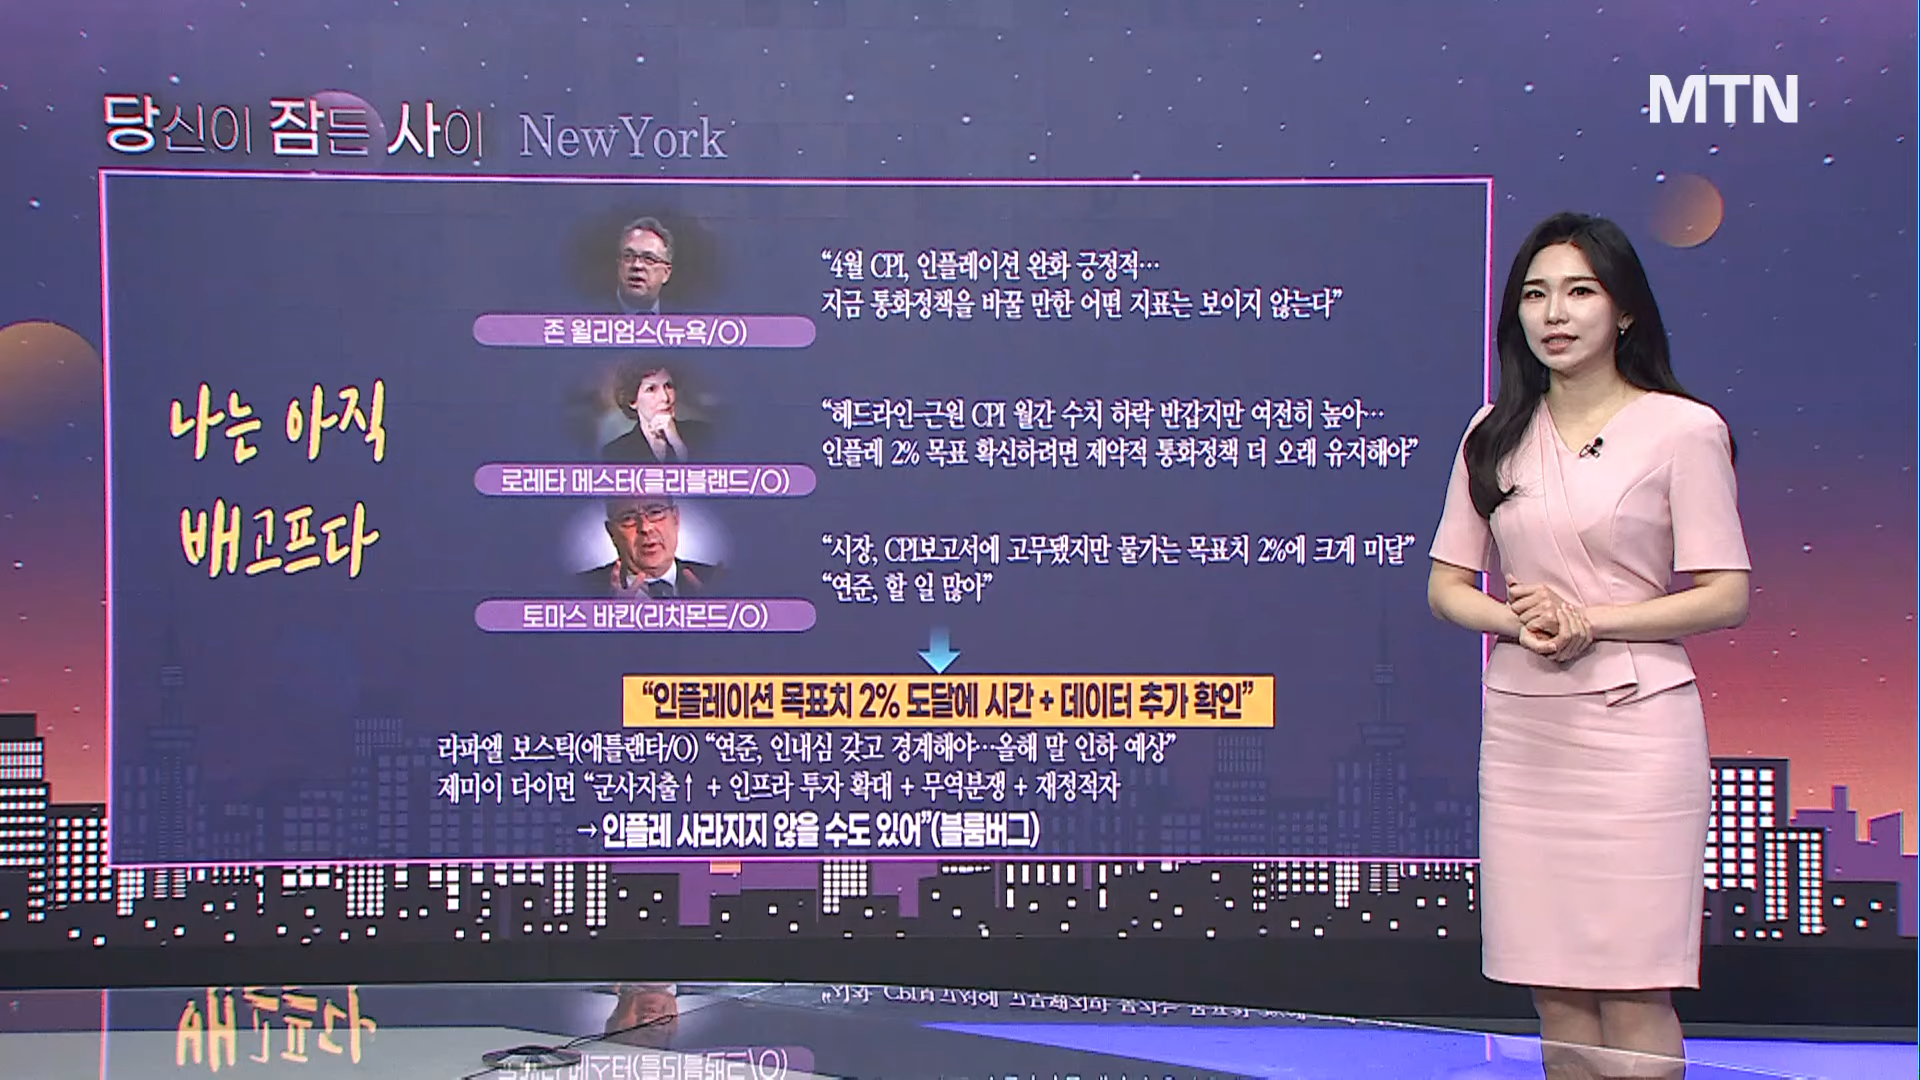 당신이 잠든 사이 NewYork
MTN
나는 아직
배고프다
존 윌리엄스(뉴욕/O)
“4월 CPI, 인플레이션 완화 긍정적…
지금 통화정책을 바꿀 만한 어떤 지표는 보이지 않는다”
로레타 메스터(클리블랜드/O)
“헤드라인-근원 CPI 월간 수치 하락 반갑지만 여전히 높아…
인플레 2% 목표 확신하려면 제약적 통화정책 더 오래 유지해야”
토마스 바킨(리치몬드/O)
“시장, CPI보고서에 고무됐지만 물가는 목표치 2%에 크게 미달”
“연준, 할 일 많아”
“인플레이션 목표치 2% 도달에 시간 + 데이터 추가 확인”
라파엘 보스틱(애틀랜타/O) “연준, 인내심 갖고 경계해야…올해 말 인하 예상”
제미이 다이먼 “군사지출↑ + 인프라 투자 확대 + 무역분쟁 + 재정적자
→ 인플레 사라지지 않을 수도 있어”(블룸버그)